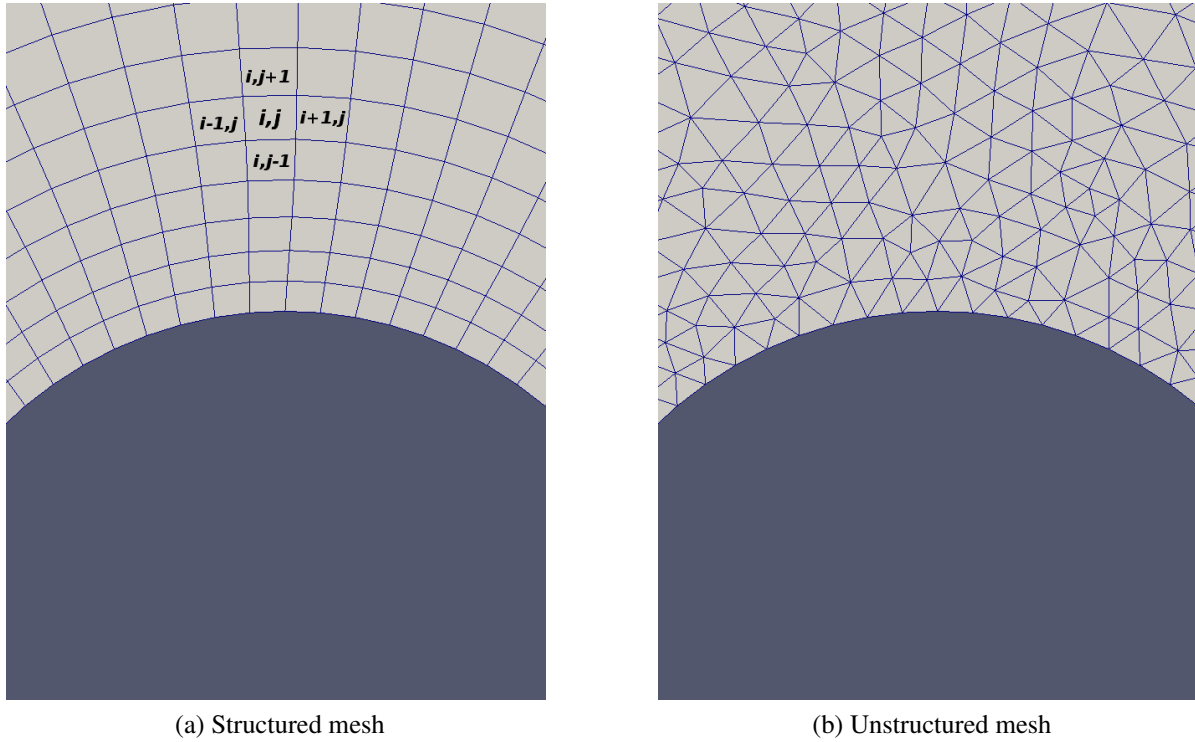 i,j+1
i-1,j i,j i+1,j
i,j-1
(a) Structured mesh
(b) Unstructured mesh